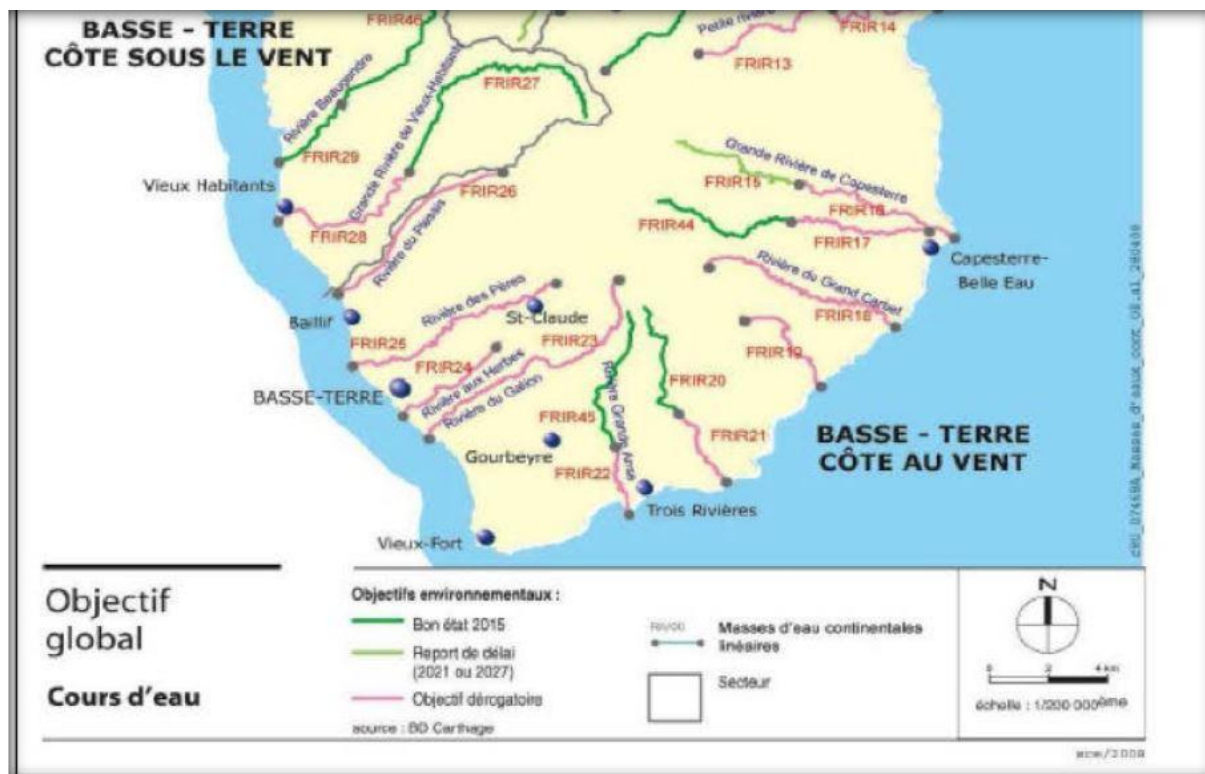 BASSE - TERRE
CÔTE SOUS LE VENT
FRIR46
Petite rivière
FRIR14
FRIR13
FRIR27
Rivière Beaugendre
FRIR29
Grande Rivière de Vieux-Habitant
Vieux Habitants
FRIR28
FRIR26
Rivière du Plessis
Grande Rivière de Capesterre
FRIR15
FRIR16
FRIR44
FRIR17
Capesterre-
Belle Eau
Rivière du Grand Carbet
FRIR18
Rivière des Pères
St-Claude
Baillif
FRIR25
FRIR23
FRIR24
FRIR19
Rivière aux Herbes
Rivière du Galion
BASSE-TERRE
FRIR20
Rivière Grande Anse
FRIR45
FRIR21
Gourbeyre
FRIR22
BASSE - TERRE
CÔTE AU VENT
Trois Rivières
Vieux-Fort
Objectif
global
Cours d'eau
Objectifs environnementaux :
Bon état 2015
Report de délai
(2021 ou 2027)
Objectif dérogatoire
source : BD Carthage
Masses d'eau continentales
linéaires
Secteur
N
0 2 4 km
échelle : 1/200 000ème